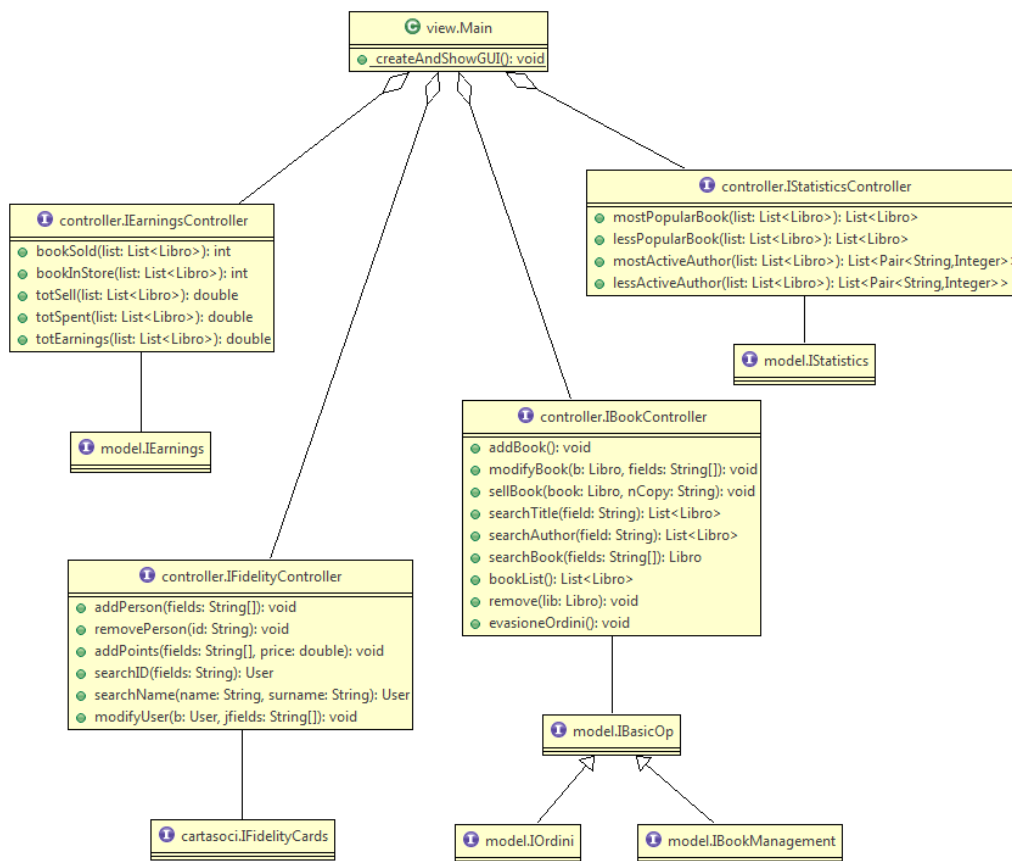 view.Main
createAndShowGUI(): void
controller.IEarningsController
bookSold(list: List<Libro>): int
bookInStore(list: List<Libro>): int
totSell(list: List<Libro>): double
totSpent(list: List<Libro>): double
totEarnings(list: List<Libro>): double
controller.IStatisticsController
mostPopularBook(list: List<Libro>): List<Libro>
lessPopularBook(list: List<Libro>): List<Libro>
mostActiveAuthor(list: List<Libro>): List<Pair<String,Integer>>
lessActiveAuthor(list: List<Libro>): List<Pair<String,Integer>>
model.IStatistics
model.IEarnings
controller.IBookController
addBook(): void
modifyBook(b: Libro, fields: String[]): void
sellBook(book: Libro, nCopy: String): void
searchTitle(field: String): List<Libro>
searchAuthor(field: String): List<Libro>
searchBook(fields: String[]): Libro
bookList(): List<Libro>
remove(lib: Libro): void
evasioneOrdini(): void
controller.IFidelityController
addPerson(fields: String[]): void
removePerson(id: String): void
addPoints(fields: String[], price: double): void
searchID(fields: String): User
searchName(name: String, surname: String): User
modifyUser(b: User, jfields: String[]): void
model.IBasicOp
cartasoci.IFidelityCards
model.IOrdini
model.IBookManagement